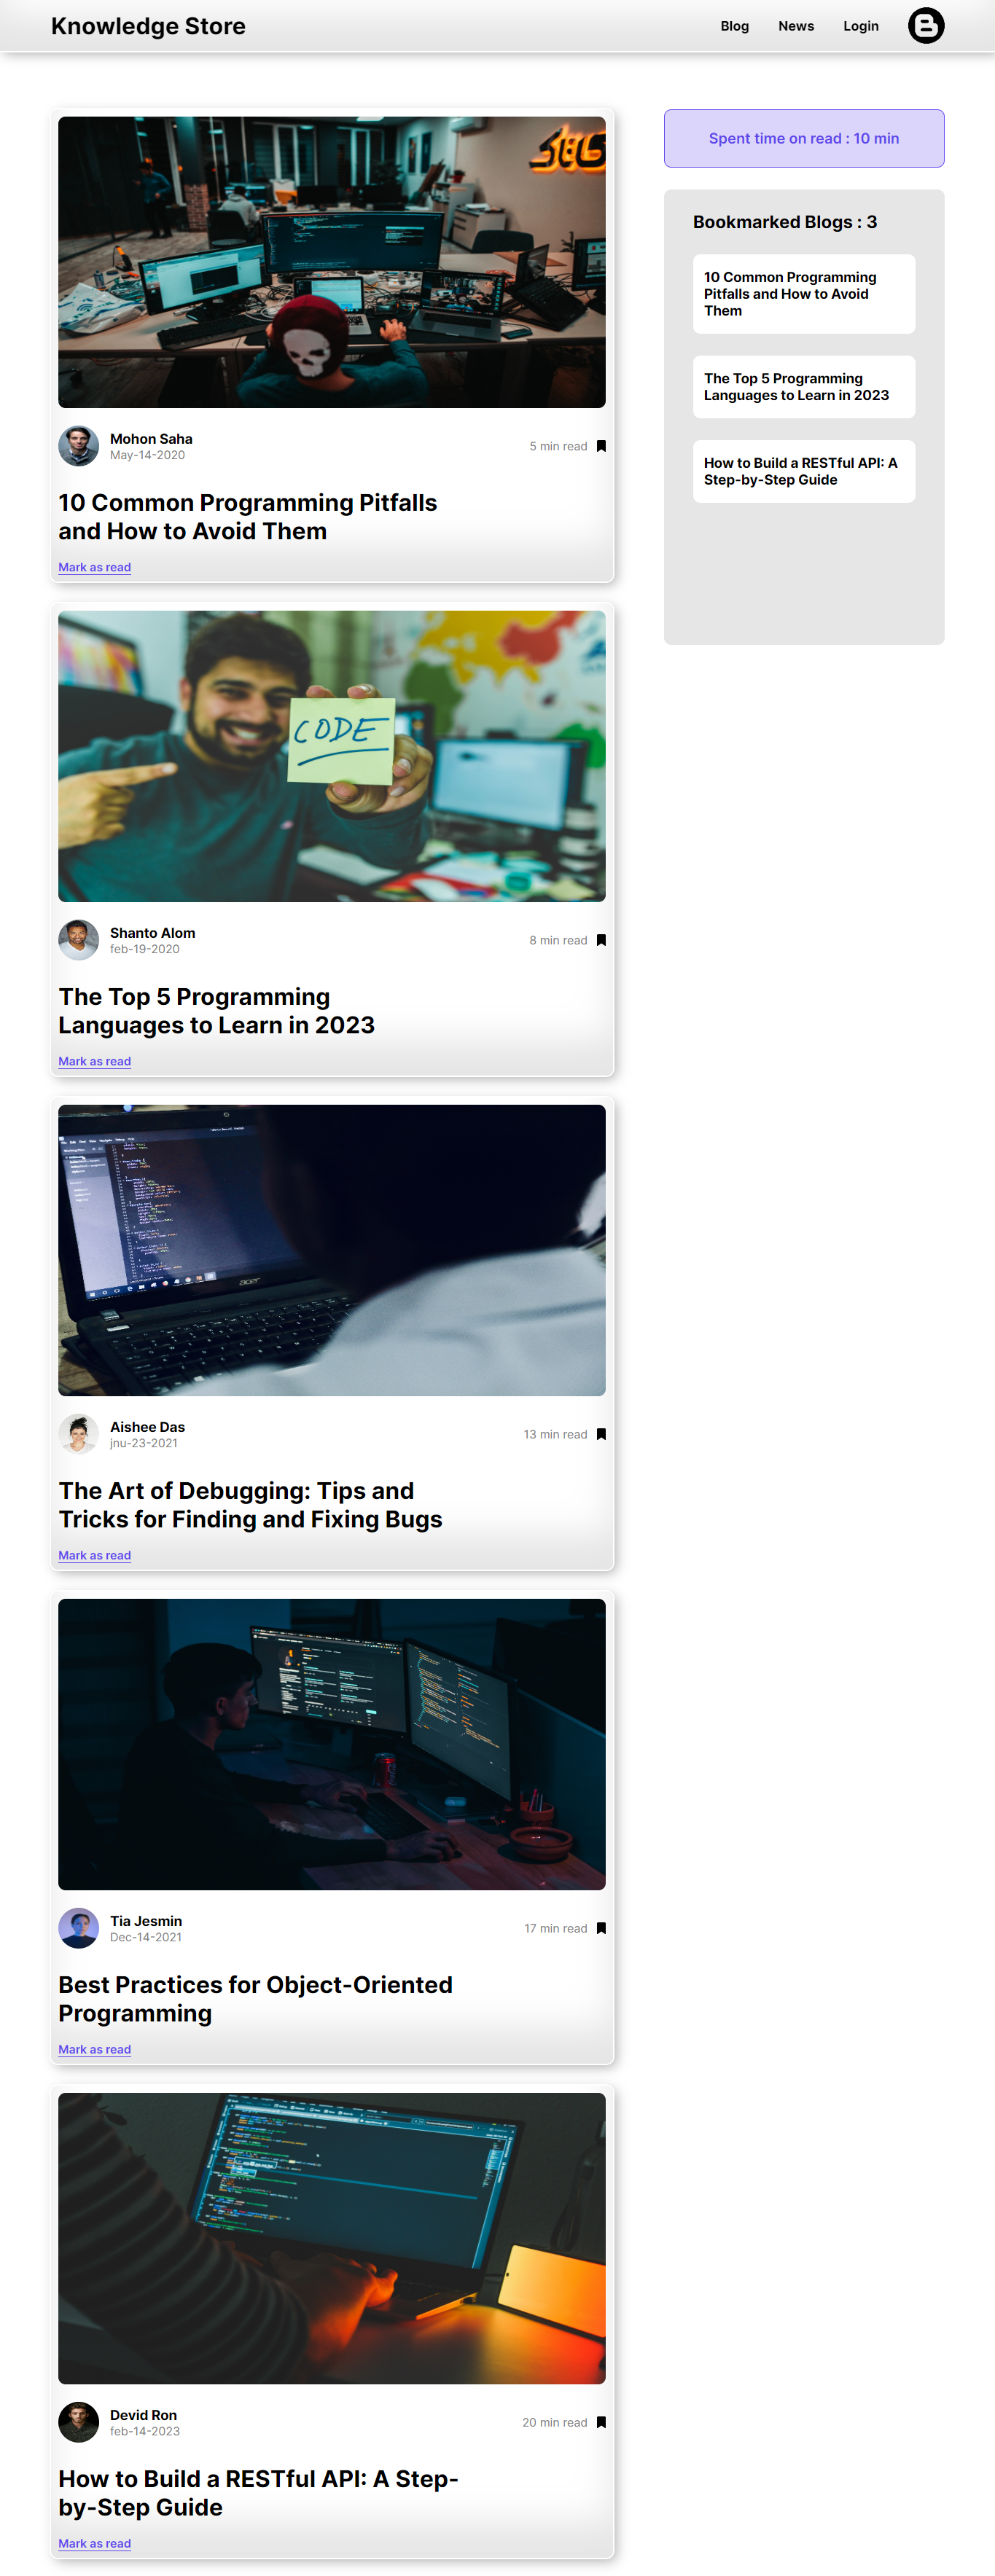 Knowledge Store
Blog
News
Login
Spent time on read : 10 min
Bookmarked Blogs : 3
10 Common Programming
Pitfalls and How to Avoid
Them
The Top 5 Programming
Languages to Learn in 2023
How to Build a RESTful API: A
Step-by-Step Guide
Mohon Saha
May-14-2020
5 min read
10 Common Programming Pitfalls
and How to Avoid Them
Mark as read
CODE
Shanto Alom
feb-19-2020
8 min read
The Top 5 Programming
Languages to Learn in 2023
Mark as read
acer
Aishee Das
jnu-23-2021
13 min read
The Art of Debugging: Tips and
Tricks for Finding and Fixing Bugs
Mark as read
Tia Jesmin
Dec-14-2021
17 min read
Best Practices for Object-Oriented
Programming
Mark as read
Devid Ron
feb-14-2023
20 min read
How to Build a RESTful API: A Step-
by-Step Guide
Mark as read